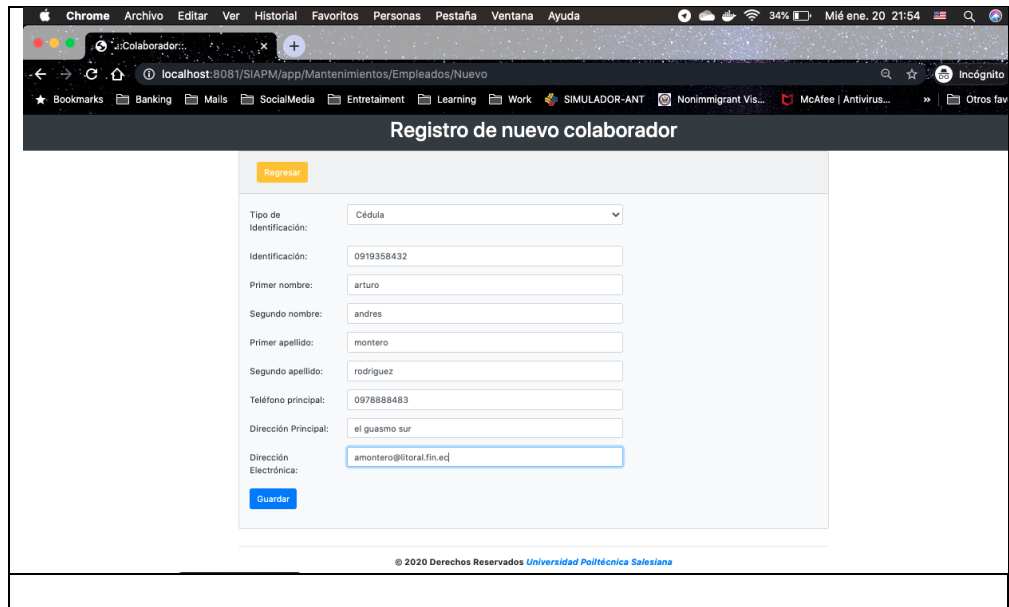 Chrome Archivo Editar Ver Historial Favoritos Personas Pestaña Ventana Ayuda 34% Mié ene. 20 21:54
.::Colaborador::.
localhost:8081/SIAPM/app/Mantenimientos/Empleados/Nuevo Incógnito
Bookmarks Banking Mails SocialMedia Entretaiment Learning Work SIMULADOR-ANT Nonimmigrant Vis... McAfee | Antivirus... » Otros fav
Registro de nuevo colaborador
Regresar
Tipo de Identificación: Cédula
Identificación: 0919358432
Primer nombre: arturo
Segundo nombre: andres
Primer apellido: montero
Segundo apellido: rodriguez
Teléfono principal: 0978888483
Dirección Principal: el guasmo sur
Dirección Electrónica: amontero@litoral.fin.ec
Guardar
© 2020 Derechos Reservados Universidad Politécnica Salesiana